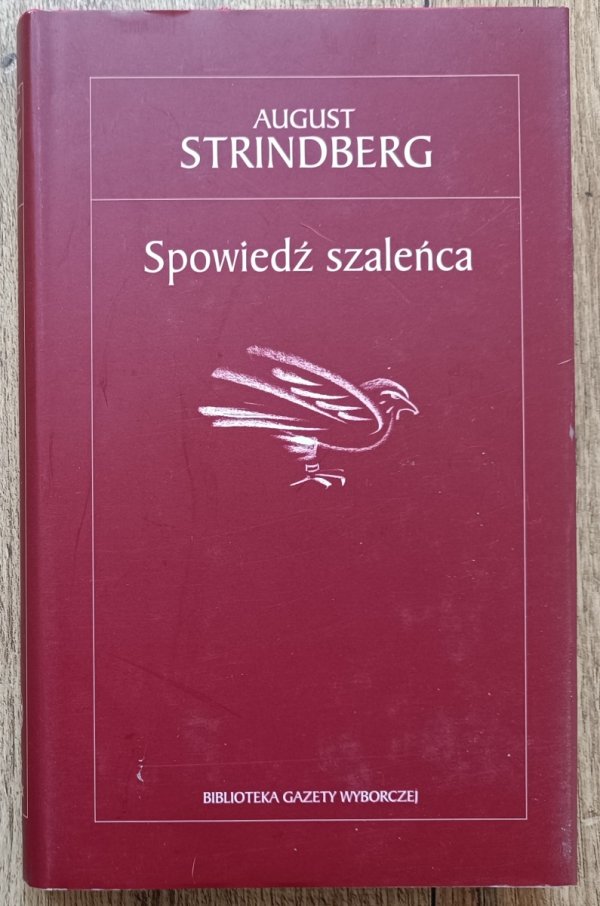 AUGUST
STRINDBERG
Spowiedź szaleńca
BIBLIOTEKA GAZETY WYBORCZEJ